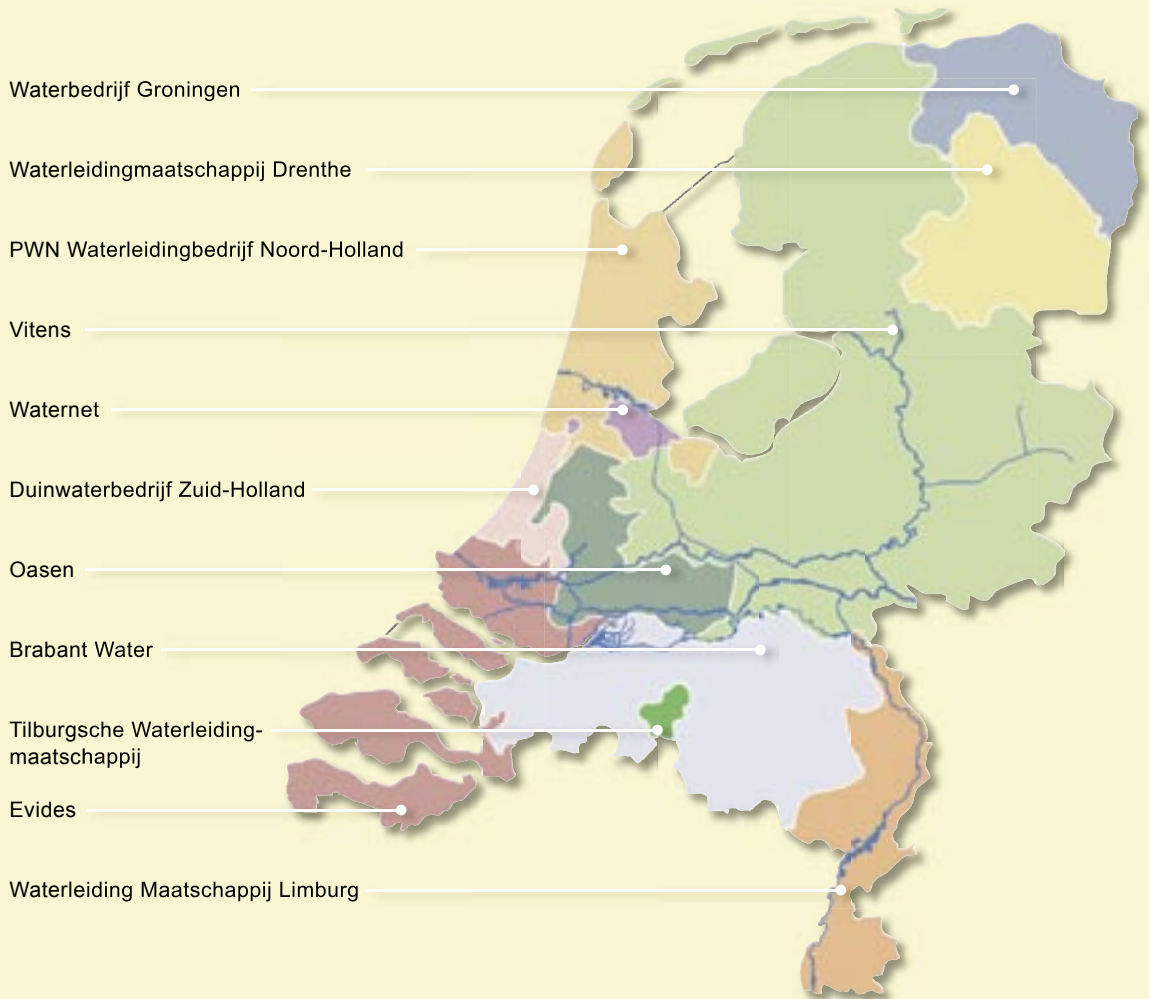 Waterbedrijf Groningen
Waterleidingmaatschappij Drenthe
PWN Waterleidingbedrijf Noord-Holland
Vitens
Waternet
Duinwaterbedrijf Zuid-Holland
Oasen
Brabant Water
Tilburgsche Waterleiding-
maatschappij
Evides
Waterleiding Maatschappij Limburg